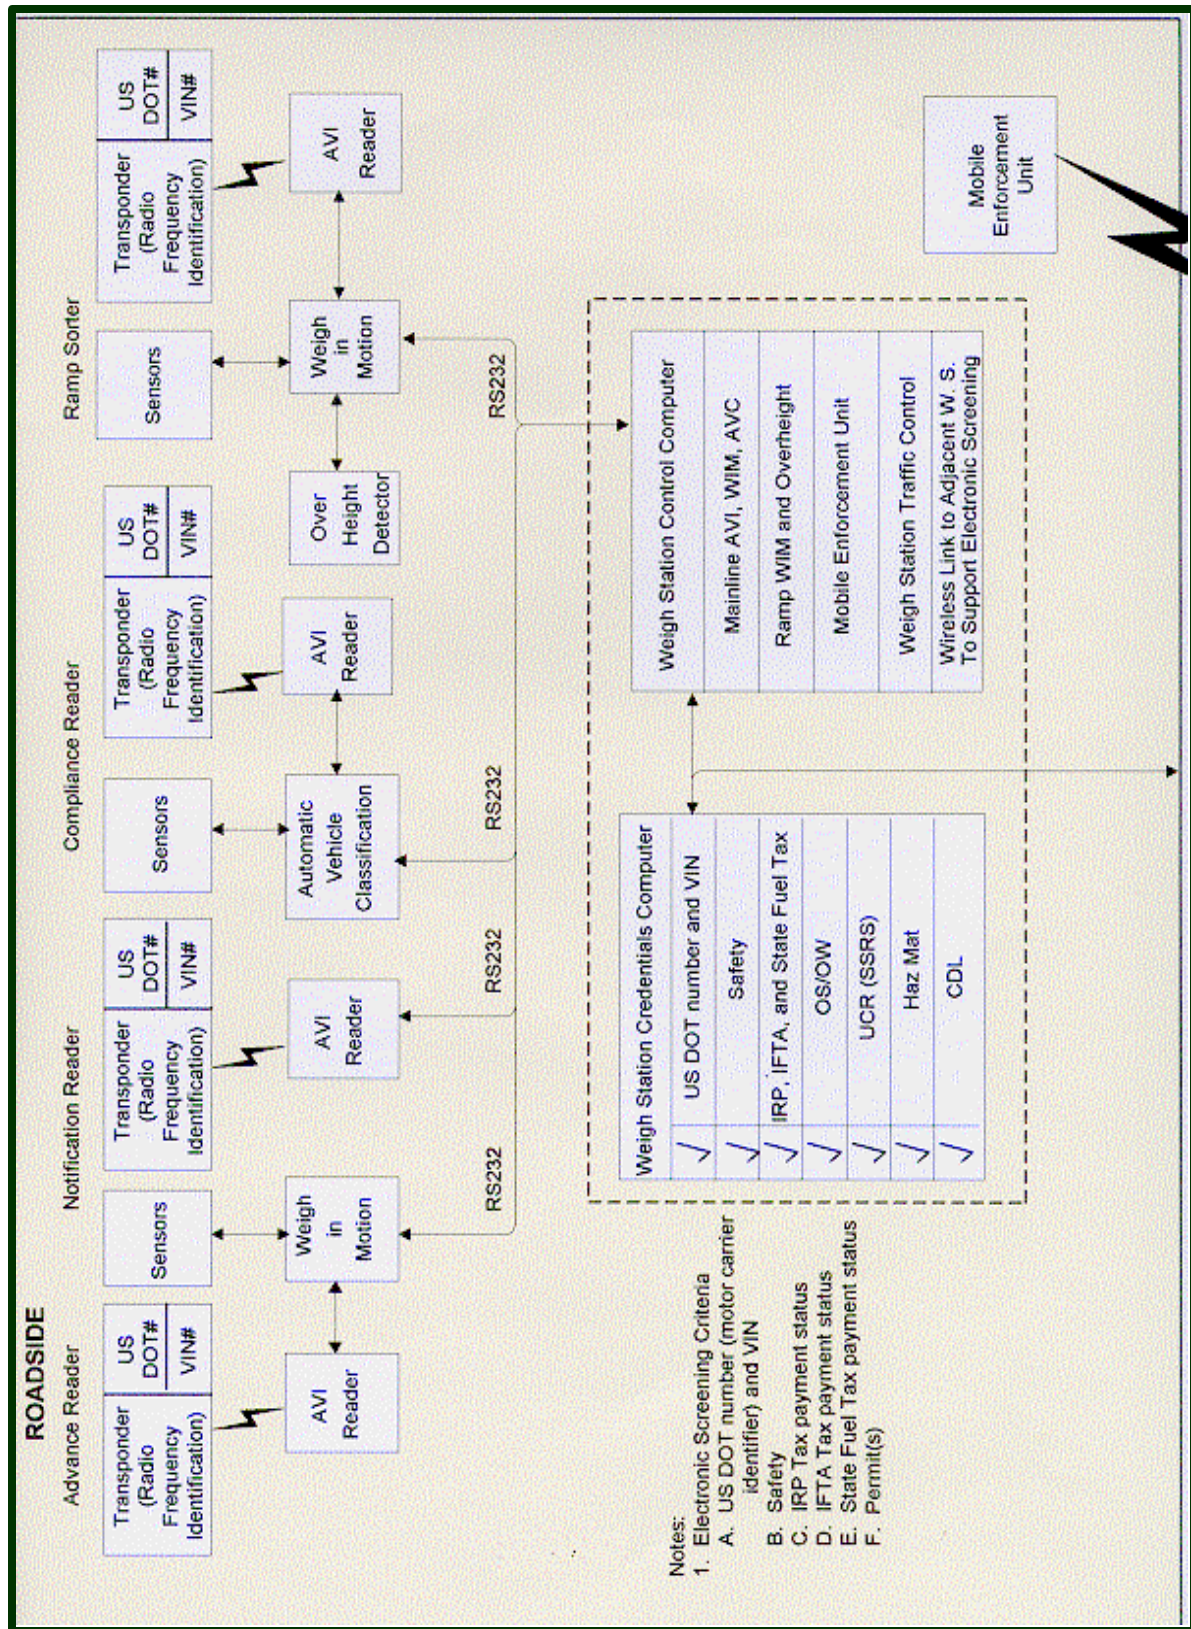 ROADSIDE
Advance Reader
Notification Reader
Compliance Reader
Ramp Sorter
Transponder
(Radio
Frequency
Identification)
US
DOT#
VIN#
Sensors
Transponder
(Radio
Frequency
Identification)
US
DOT#
VIN#
Sensors
Transponder
(Radio
Frequency
Identification)
US
DOT#
VIN#
Sensors
Transponder
(Radio
Frequency
Identification)
US
DOT#
VIN#
AVI
Reader
Weigh
in
Motion
AVI
Reader
Automatic
Vehicle
Classification
AVI
Reader
Over
Height
Detector
Weigh
in
Motion
AVI
Reader
RS232
RS232
RS232
RS232
Weigh Station Credentials Computer
US DOT number and VIN
Safety
IRP, IFTA, and State Fuel Tax
OS/OW
UCR (SSRS)
Haz Mat
CDL
Weigh Station Control Computer
Mainline AVI, WIM, AVC
Ramp WIM and Overheight
Mobile Enforcement Unit
Weigh Station Traffic Control
Wireless Link to Adjacent W. S.
To Support Electronic Screening
Mobile
Enforcement
Unit
Notes:
1. Electronic Screening Criteria
A. US DOT number (motor carrier
identifier) and VIN
B. Safety
C. IRP Tax payment status
D. IFTA Tax payment status
E. State Fuel Tax payment status
F. Permit(s)